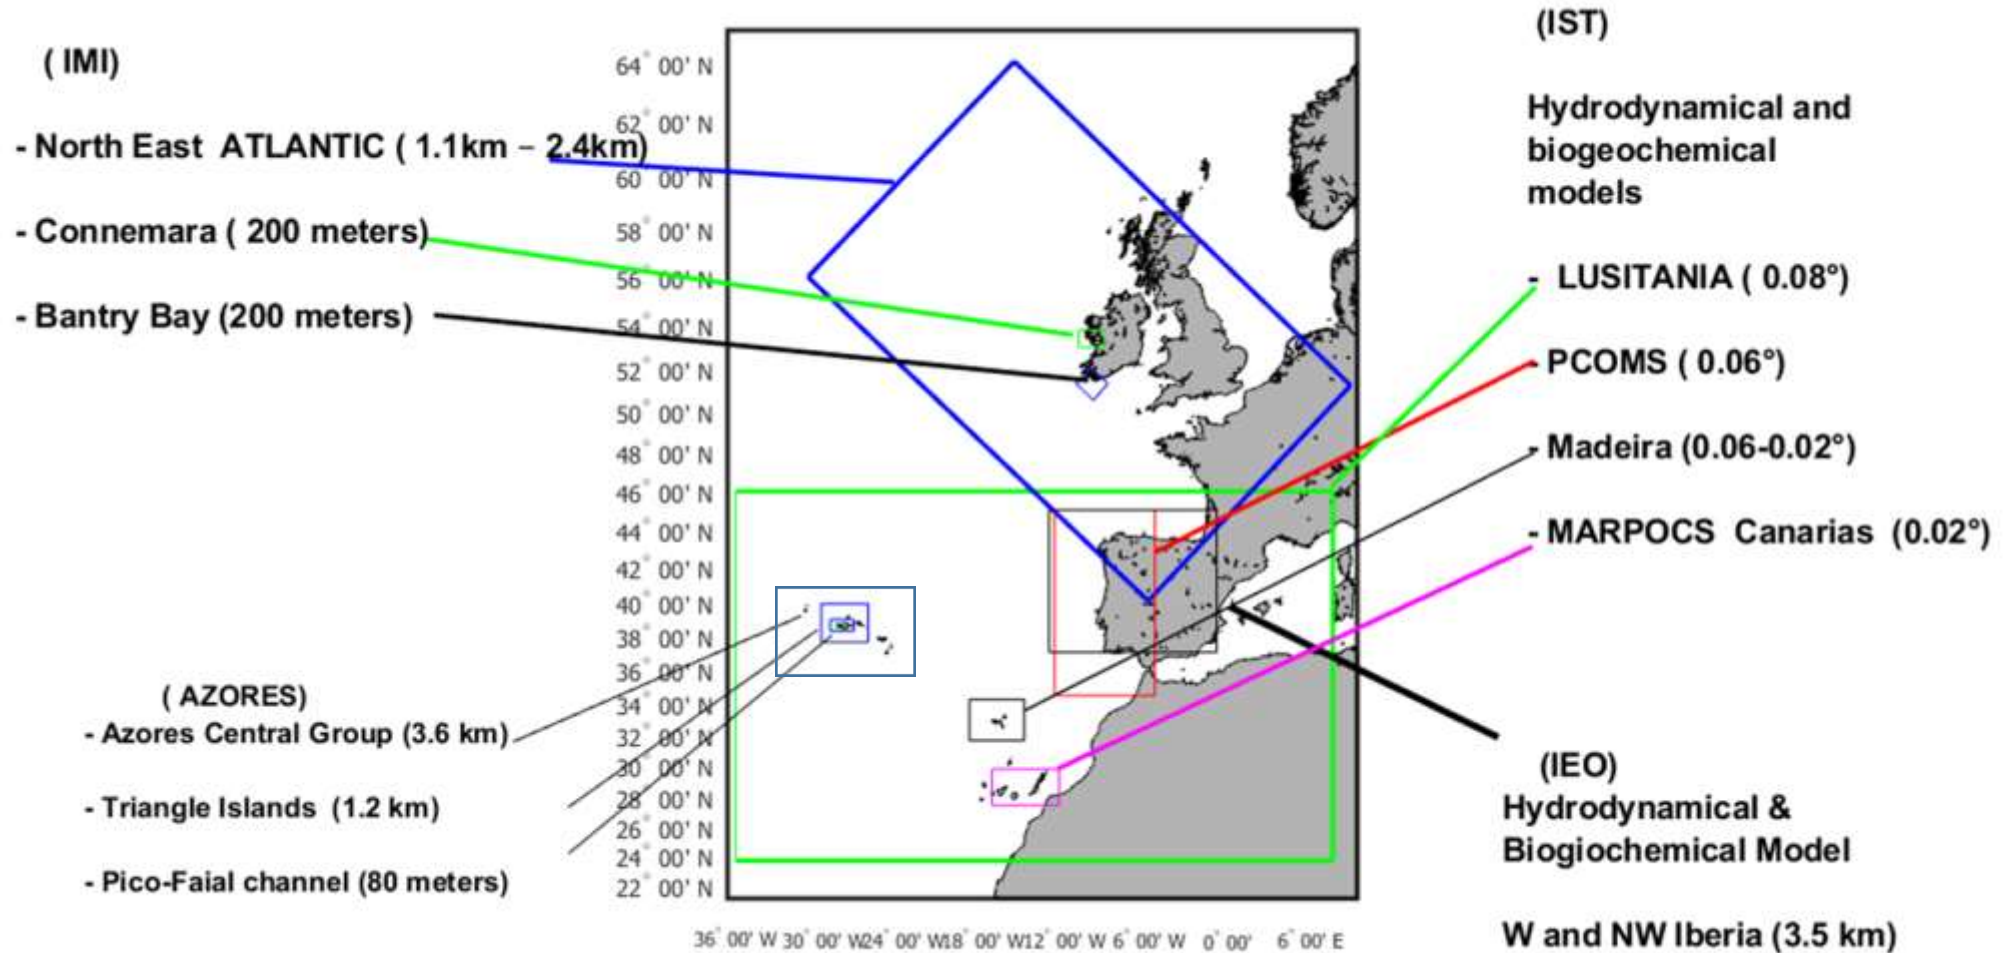 ( IMI)
- North East ATLANTIC ( 1.1km – 2.4km)
- Connemara ( 200 meters)
- Bantry Bay (200 meters)
( AZORES)
- Azores Central Group (3.6 km)
- Triangle Islands (1.2 km)
- Pico-Faial channel (80 meters)
64° 00' N
62° 00' N
60° 00' N
58° 00' N
56° 00' N
54° 00' N
52° 00' N
50° 00' N
48° 00' N
46° 00' N
44° 00' N
42° 00' N
40° 00' N
38° 00' N
36° 00' N
34° 00' N
32° 00' N
30° 00' N
28° 00' N
26° 00' N
24° 00' N
22° 00' N
36° 00' W 30° 00' W 24° 00' W 18° 00' W 12° 00' W 6° 00' W 0° 00' 6° 00' E
(IST)
Hydrodynamical and
biogeochemical
models
- LUSITANIA ( 0.08°)
- PCOMS ( 0.06°)
- Madeira (0.06-0.02°)
- MARPOCS Canarias (0.02°)
(IEO)
Hydrodynamical &
Biogiochemical Model
W and NW Iberia (3.5 km)